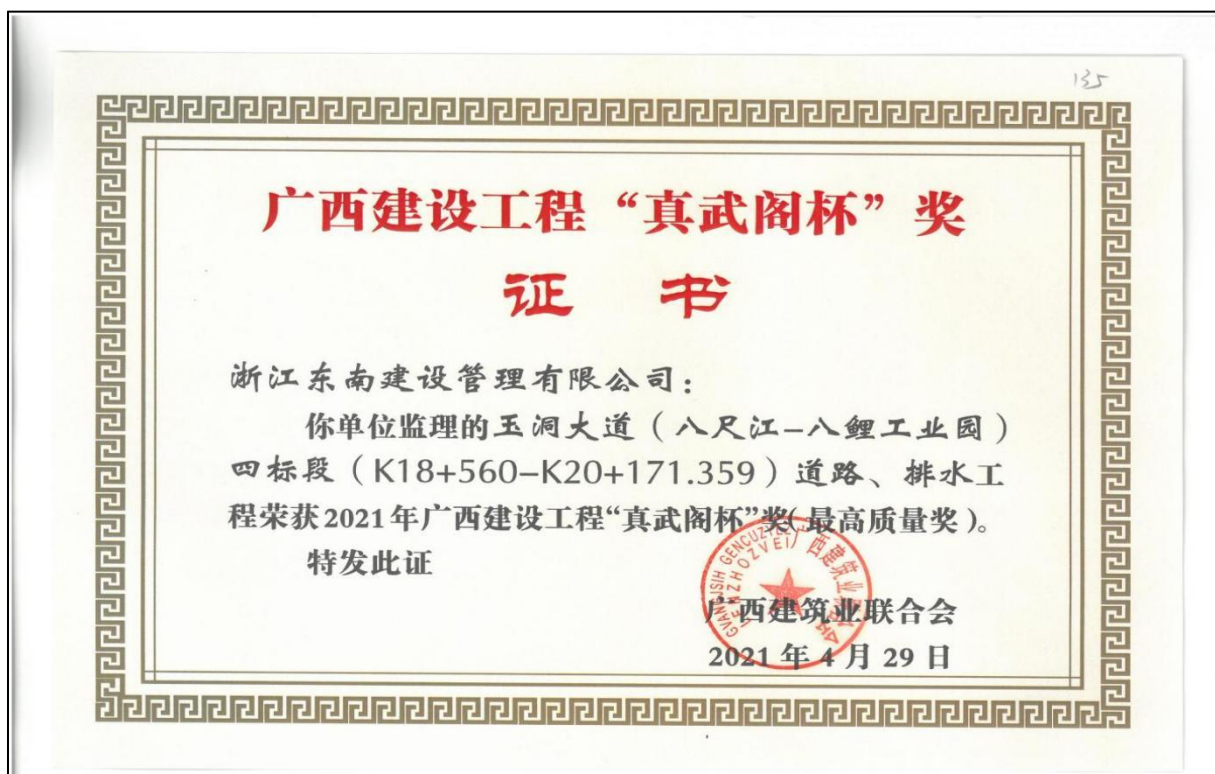 135
广西建设工程“真武阁杯”奖
证 书
浙江东南建设管理有限公司：
你单位监理的玉洞大道（八尺江-八鲤工业园）
四标段（K18+560-K20+171.359）道路、排水工
程荣获2021年广西建设工程“真武阁杯”奖（最高质量奖）。
特发此证
广西建筑业联合会
2021年4月29日